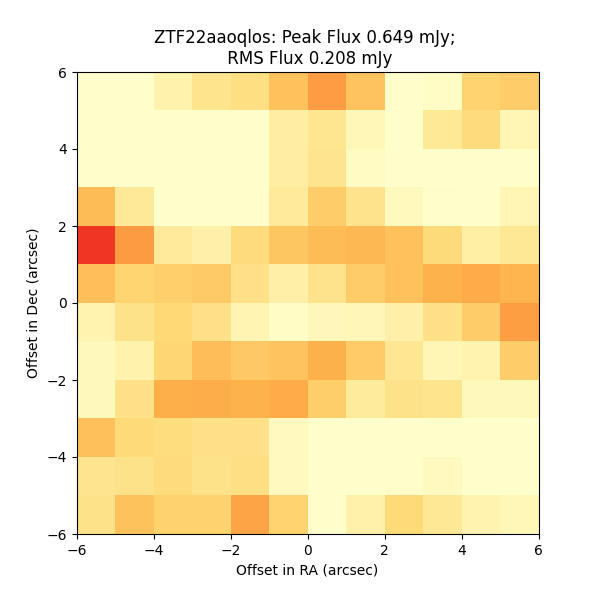 ZTF22aaoqlos: Peak Flux 0.649 mJy;
RMS Flux 0.208 mJy
6
4
2
0
−2
−4
−6
Offset in Dec (arcsec)
−6 −4 −2 0 2 4 6
Offset in RA (arcsec)